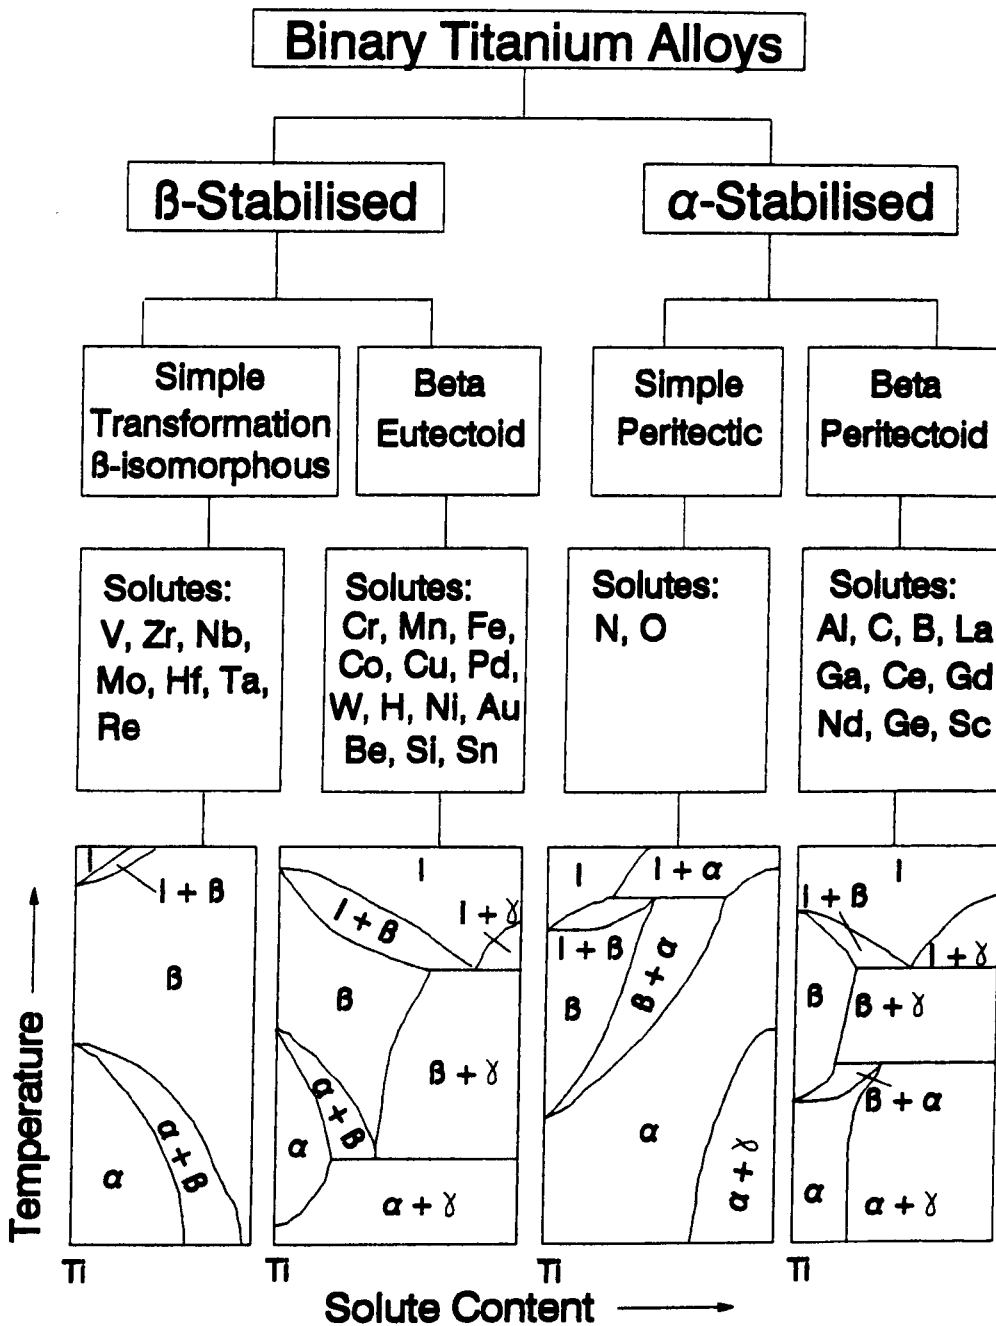 Binary Titanium Alloys
β-Stabilised
α-Stabilised
Simple
Transformation
β-isomorphous
Beta
Eutectoid
Simple
Peritectic
Beta
Peritectoid
Solutes:
V, Zr, Nb,
Mo, Hf, Ta,
Re
Solutes:
Cr, Mn, Fe,
Co, Cu, Pd,
W, H, Ni, Au
Be, Si, Sn
Solutes:
N, O
Solutes:
Al, C, B, La
Ga, Ce, Gd
Nd, Ge, Sc
Temperature
l
l + β
β
α + β
α
l
l + β
l + γ
β
β + γ
α + β
α
α + γ
l
l + α
l + β
β
β + α
α
α + γ
l + β
l
l + γ
β
β + γ
β + α
α
α + γ
Ti
Ti
Ti
Ti
Solute Content